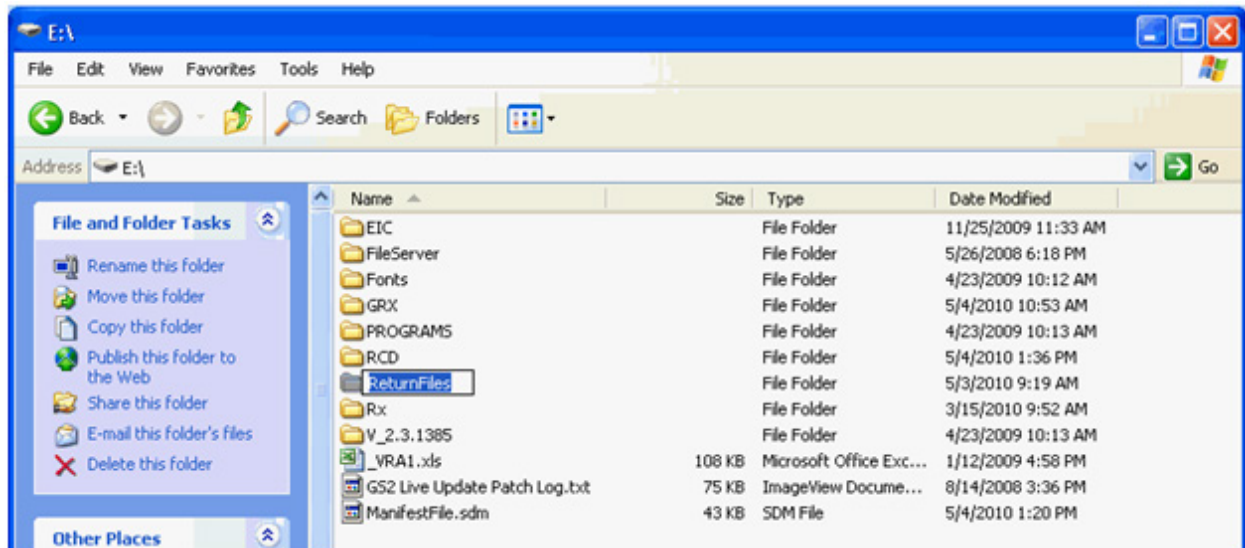 E:\
File Edit View Favorites Tools Help
Back Search Folders
Address E:\ Go
File and Folder Tasks
Rename this folder
Move this folder
Copy this folder
Publish this folder to
the Web
Share this folder
E-mail this folder's files
Delete this folder
Other Places
Name Size Type Date Modified
EIC File Folder 11/25/2009 11:33 AM
FileServer File Folder 5/26/2008 6:18 PM
Fonts File Folder 4/23/2009 10:12 AM
GRX File Folder 5/4/2010 10:53 AM
PROGRAMS File Folder 4/23/2009 10:13 AM
RCD File Folder 5/4/2010 1:36 PM
ReturnFiles File Folder 5/3/2010 9:19 AM
Rx File Folder 3/15/2010 9:52 AM
V_2.3.1385 File Folder 4/23/2009 10:13 AM
_VRA1.xls 108 KB Microsoft Office Exc... 1/12/2009 4:58 PM
GS2 Live Update Patch Log.txt 75 KB ImageView Docume... 8/14/2008 3:36 PM
ManifestFile.sdm 43 KB SDM File 5/4/2010 1:20 PM